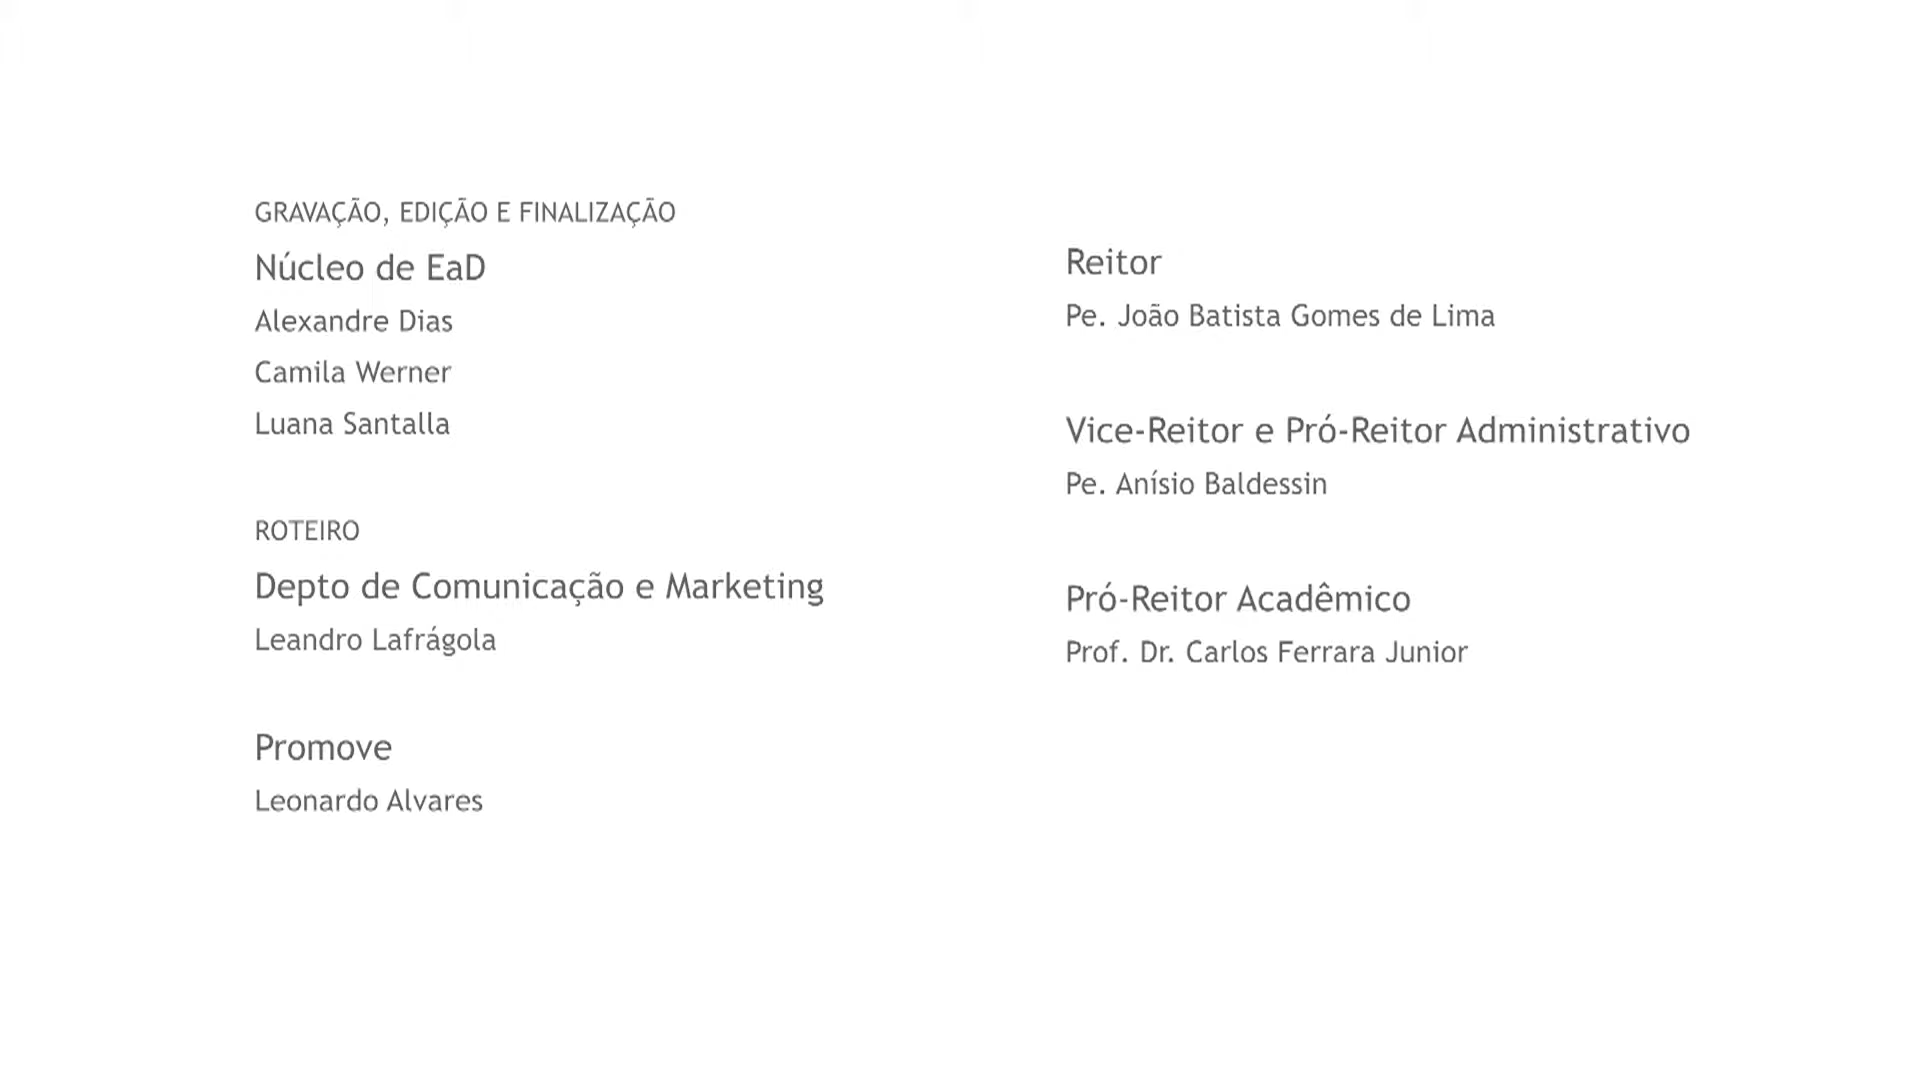 GRAVAÇÃO, EDIÇÃO E FINALIZAÇÃO
Núcleo de EaD
Alexandre Dias
Camila Werner
Luana Santalla
ROTEIRO
Depto de Comunicação e Marketing
Leandro Lafrágola
Promove
Leonardo Alvares
Reitor
Pe. João Batista Gomes de Lima
Vice-Reitor e Pró-Reitor Administrativo
Pe. Anísio Baldessin
Pró-Reitor Acadêmico
Prof. Dr. Carlos Ferrara Junior